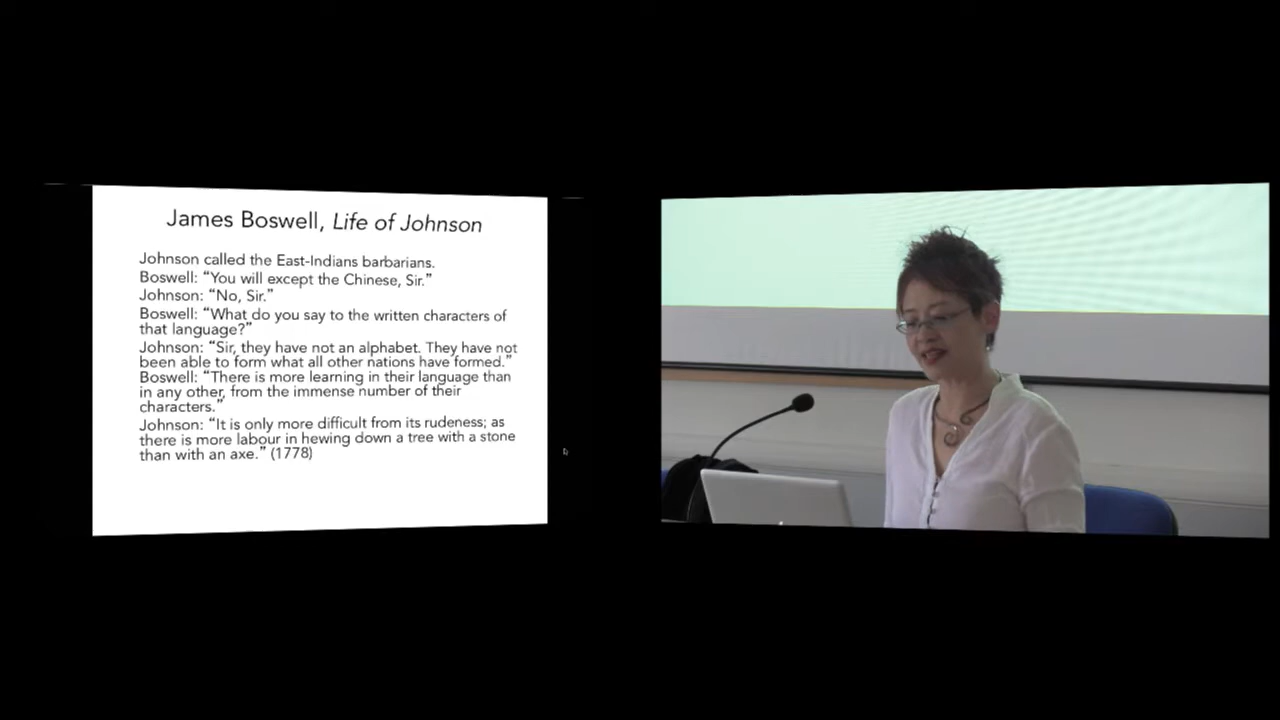 James Boswell, Life of Johnson
Johnson called the East-Indians barbarians.
Boswell: “You will except the Chinese, Sir.”
Johnson: “No, Sir.”
Boswell: “What do you say to the written characters of
that language?”
Johnson: “Sir, they have not an alphabet. They have not
been able to form what all other nations have formed.”
Boswell: “There is more learning in their language than
in any other, from the immense number of their
characters.”
Johnson: “It is only more difficult from its rudeness; as
there is more labour in hewing down a tree with a stone
than with an axe.” (1778)